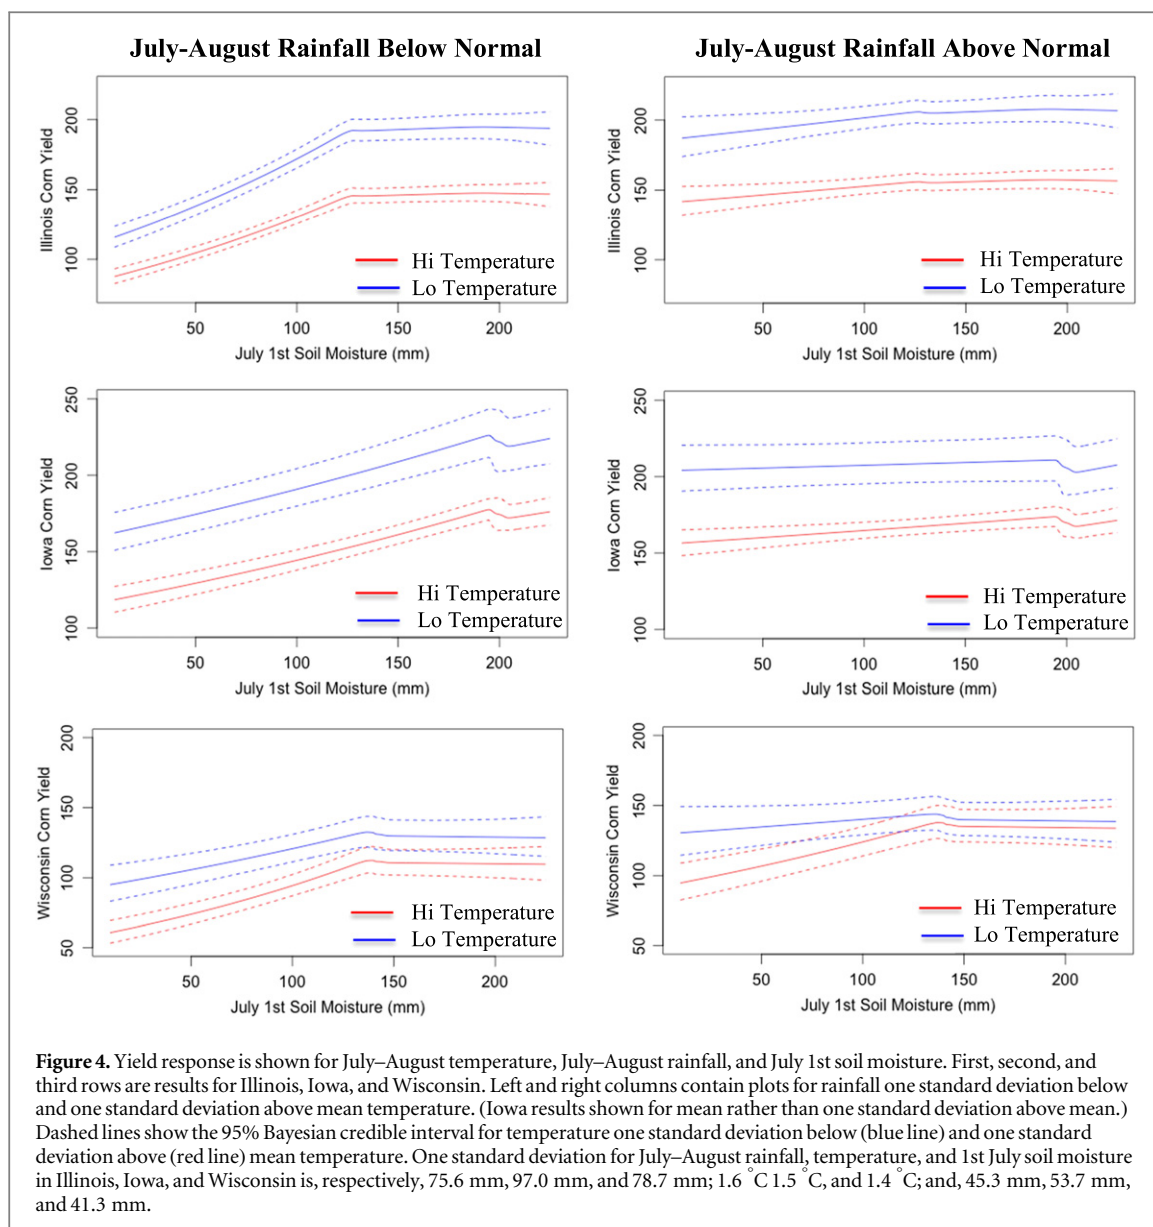 July-August Rainfall Below Normal
July-August Rainfall Above Normal
Illinois Corn Yield
200
150
100
Hi Temperature
Lo Temperature
50
100
150
200
July 1st Soil Moisture (mm)
Illinois Corn Yield
200
150
100
Hi Temperature
Lo Temperature
50
100
150
200
July 1st Soil Moisture (mm)
Iowa Corn Yield
250
200
150
100
Hi Temperature
Lo Temperature
50
100
150
200
July 1st Soil Moisture (mm)
Iowa Corn Yield
250
200
150
100
Hi Temperature
Lo Temperature
50
100
150
200
July 1st Soil Moisture (mm)
Wisconsin Corn Yield
200
150
100
50
Hi Temperature
Lo Temperature
50
100
150
200
July 1st Soil Moisture (mm)
Wisconsin Corn Yield
200
150
100
50
Hi Temperature
Lo Temperature
50
100
150
200
July 1st Soil Moisture (mm)
Figure 4. Yield response is shown for July–August temperature, July–August rainfall, and July 1st soil moisture. First, second, and
third rows are results for Illinois, Iowa, and Wisconsin. Left and right columns contain plots for rainfall one standard deviation below
and one standard deviation above mean temperature. (Iowa results shown for mean rather than one standard deviation above mean.)
Dashed lines show the 95% Bayesian credible interval for temperature one standard deviation below (blue line) and one standard
deviation above (red line) mean temperature. One standard deviation for July–August rainfall, temperature, and 1st July soil moisture
in Illinois, Iowa, and Wisconsin is, respectively, 75.6 mm, 97.0 mm, and 78.7 mm; 1.6 °C 1.5 °C, and 1.4 °C; and, 45.3 mm, 53.7 mm,
and 41.3 mm.